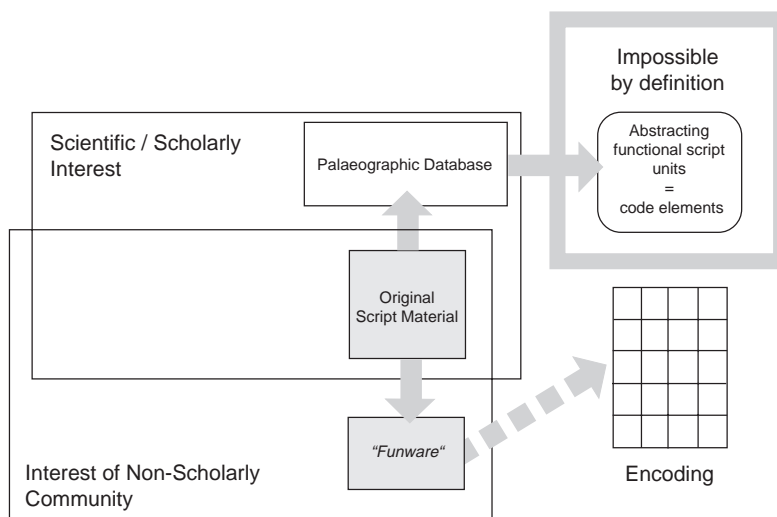 Impossible
by definition
Abstracting
functional script
units
=
code elements
Scientific / Scholarly
Interest
Palaeographic Database
Original
Script Material
“Funware“
Interest of Non-Scholarly
Community
Encoding